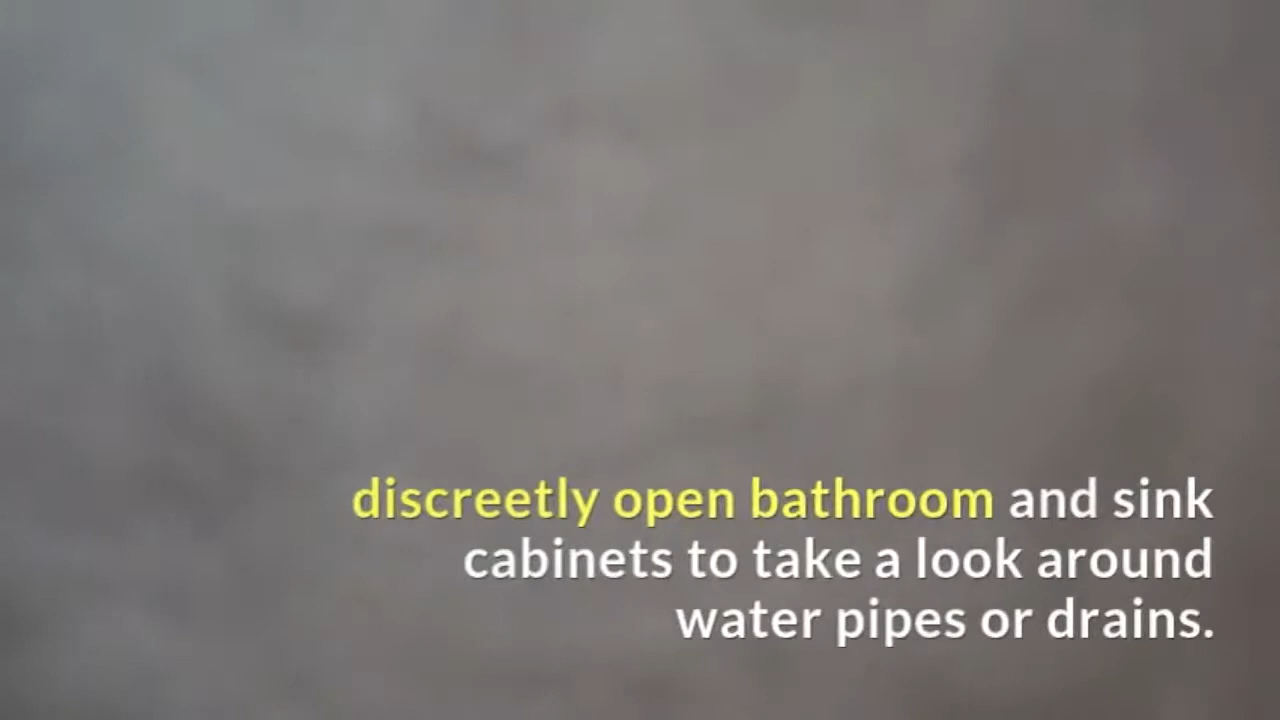 discreetly open bathroom and sink
cabinets to take a look around
water pipes or drains.